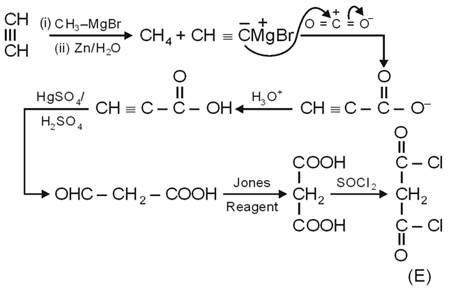 CH
≡
CH
(i) CH₃–MgBr
(ii) Zn/H₂O
CH₄ + CH ≡ CMgBr
– +
O = C = O⁻
+
O
CH ≡ C – C – O⁻
H₃O⁺
O
CH ≡ C – C – OH
HgSO₄/
H₂SO₄
OHC – CH₂ – COOH
Jones
Reagent
COOH
CH₂
COOH
SOCl₂
O
C – Cl
CH₂
C – Cl
O
(E)